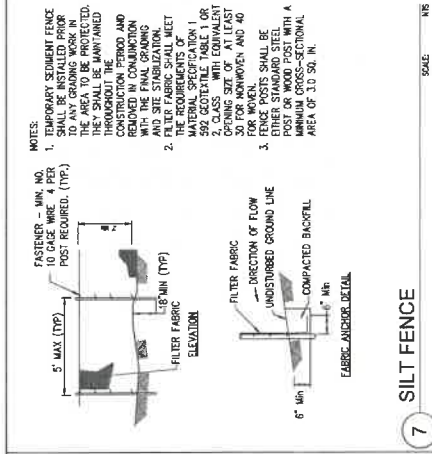 NOTES:
1. TEMPORARY SEDIMENT FENCE
SHALL BE INSTALLED PRIOR
TO ANY GRADING WORK IN
THE AREA TO BE PROTECTED.
THEY SHALL BE MAINTAINED
THROUGHOUT THE
CONSTRUCTION PERIOD AND
REMOVED IN CONJUNCTION
WITH THE FINAL GRADING
AND SITE STABILIZATION.
2. FILTER FABRIC SHALL MEET
THE REQUIREMENTS OF
MATERIAL SPECIFICATION 1
592 GEOTEXTILE TABLE 1 OR
2, CLASS WITH EQUIVALENT
OPENING SIZE OF AT LEAST
30 FOR NONWOVEN AND 40
FOR WOVEN.
3. FENCE POSTS SHALL BE
EITHER STANDARD STEEL
POST OR WOOD POST WITH A
MINIMUM CROSS-SECTIONAL
AREA OF 3.0 SQ. IN.
FASTENER - MIN. NO.
10 GAGE WIRE 4 PER
POST REQUIRED. (TYP.)
5' MAX (TYP)
18" MIN (TYP)
FILTER FABRIC
ELEVATION
FILTER FABRIC
DIRECTION OF FLOW
UNDISTURBED GROUND LINE
COMPACTED BACKFILL
6" Min
6" Min
FABRIC ANCHOR DETAIL
7
SILT FENCE
SCALE: NTS